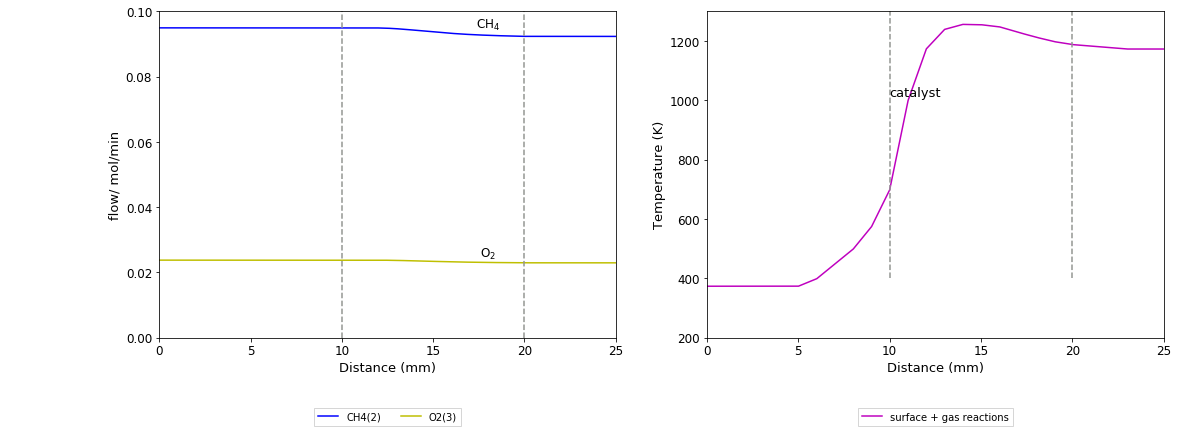 0.10
0.08
0.06
0.04
0.02
0.00
flow/ mol/min
CH₄
O₂
0 5 10 15 20 25
Distance (mm)
CH4(2) O2(3)
1200
1000
800
600
400
200
Temperature (K)
catalyst
0 5 10 15 20 25
Distance (mm)
surface + gas reactions